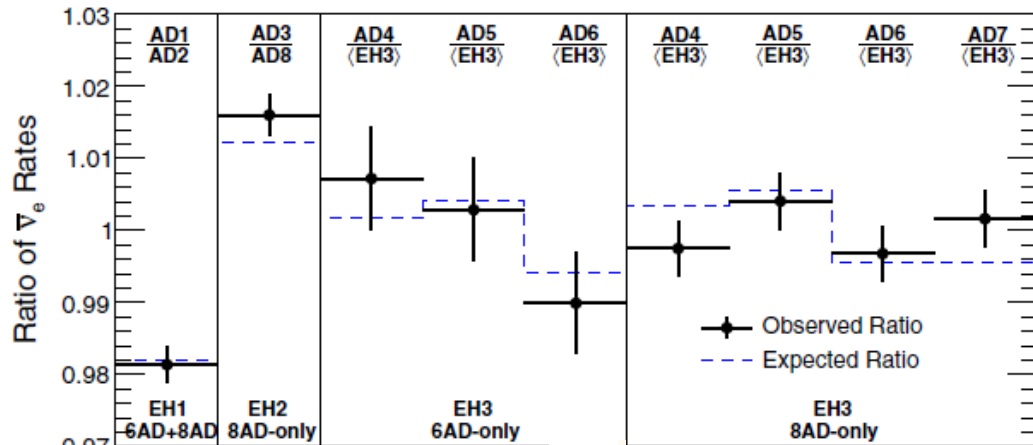 1.03
1.02
1.01
1
0.99
0.98
0.97
Ratio of ν̅e Rates
AD1
AD2
AD3
AD8
AD4
⟨EH3⟩
AD5
⟨EH3⟩
AD6
⟨EH3⟩
AD4
⟨EH3⟩
AD5
⟨EH3⟩
AD6
⟨EH3⟩
AD7
⟨EH3⟩
Observed Ratio
Expected Ratio
EH1
6AD+8AD
EH2
8AD-only
EH3
6AD-only
EH3
8AD-only